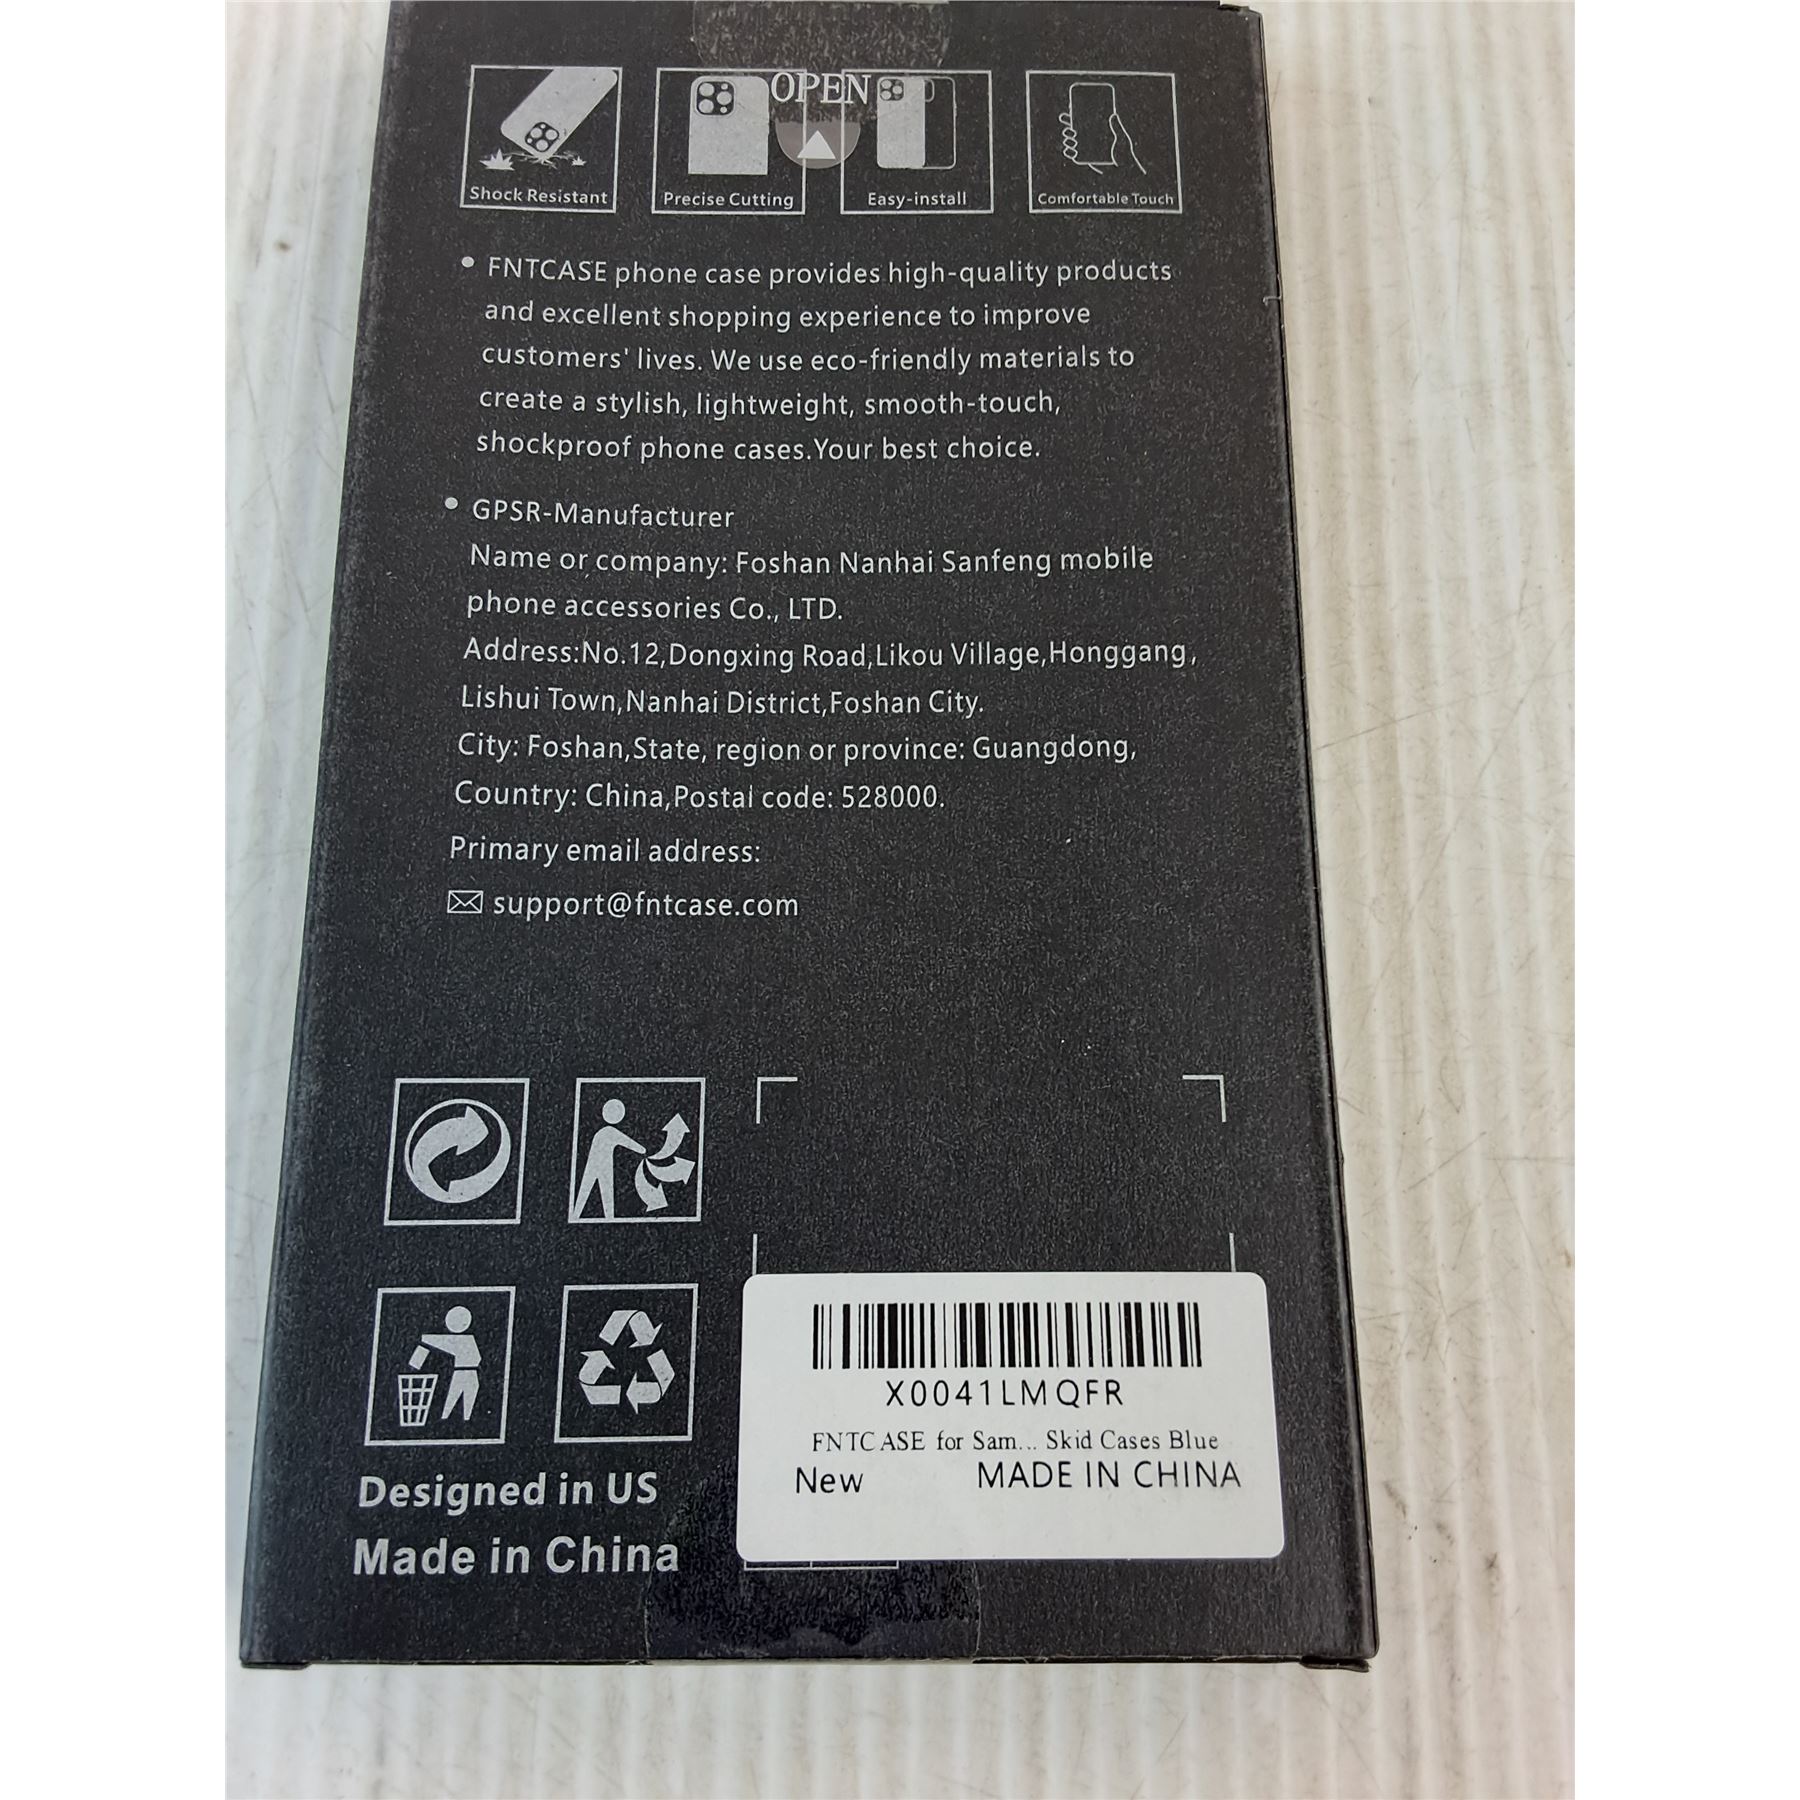 OPEN
Shock Resistant
Precise Cutting
Easy-install
Comfortable Touch
• FNTCASE phone case provides high-quality products
and excellent shopping experience to improve
customers' lives. We use eco-friendly materials to
create a stylish, lightweight, smooth-touch,
shockproof phone cases.Your best choice.
• GPSR-Manufacturer
Name or company: Foshan Nanhai Sanfeng mobile
phone accessories Co., LTD.
Address:No.12,Dongxing Road,Likou Village,Honggang,
Lishui Town,Nanhai District,Foshan City.
City: Foshan,State, region or province: Guangdong,
Country: China,Postal code: 528000.
Primary email address:
support@fntcase.com
Designed in US
Made in China
X0041LMQFR
FNTCASE for Sam... Skid Cases Blue
New MADE IN CHINA